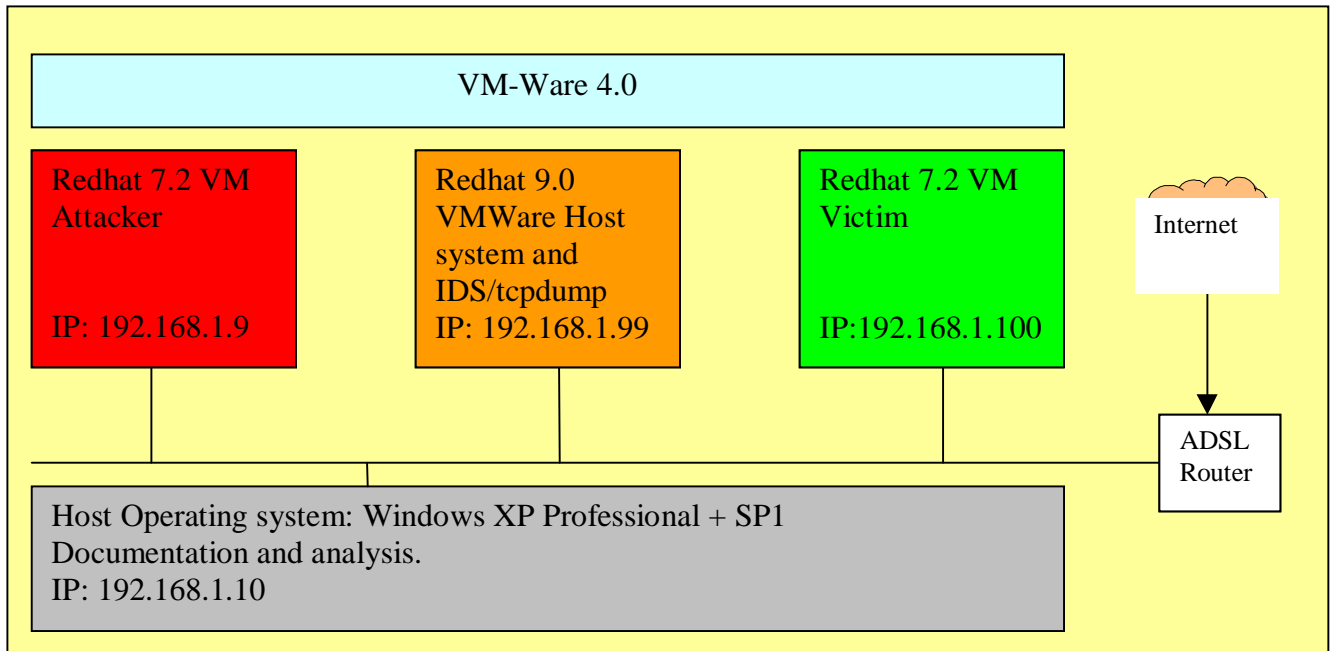 VM-Ware 4.0
Redhat 7.2 VM
Attacker
IP: 192.168.1.9
Redhat 9.0
VMWare Host
system and
IDS/tcpdump
IP: 192.168.1.99
Redhat 7.2 VM
Victim
IP:192.168.1.100
Internet
ADSL
Router
Host Operating system: Windows XP Professional + SP1
Documentation and analysis.
IP: 192.168.1.10